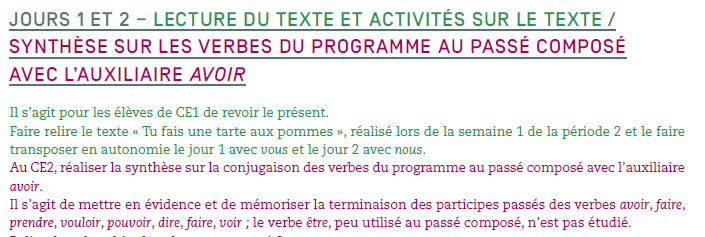 JOURS 1 ET 2 – LECTURE DU TEXTE ET ACTIVITÉS SUR LE TEXTE /
SYNTHÈSE SUR LES VERBES DU PROGRAMME AU PASSÉ COMPOSÉ
AVEC L’AUXILIAIRE AVOIR
Il s’agit pour les élèves de CE1 de revoir le présent.
Faire relire le texte « Tu fais une tarte aux pommes », réalisé lors de la semaine 1 de la période 2 et le faire
transposer en autonomie le jour 1 avec vous et le jour 2 avec nous.
Au CE2, réaliser la synthèse sur la conjugaison des verbes du programme au passé composé avec l’auxiliaire
avoir.
Il s’agit de mettre en évidence et de mémoriser la terminaison des participes passés des verbes avoir, faire,
prendre, vouloir, pouvoir, dire, faire, voir ; le verbe être, peu utilisé au passé composé, n’est pas étudié.